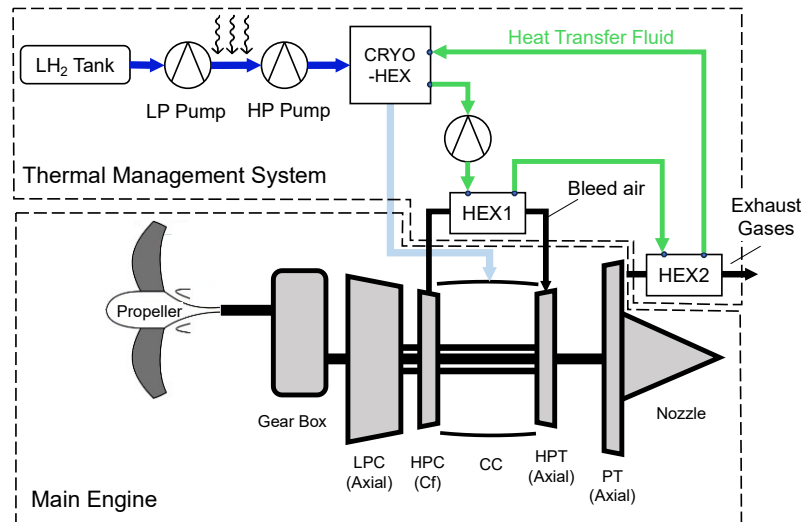 LH2 Tank
LP Pump
HP Pump
CRYO
-HEX
Heat Transfer Fluid
Thermal Management System
HEX1
Bleed air
HEX2
Exhaust
Gases
Propeller
Gear Box
LPC
(Axial)
HPC
(Cf)
CC
HPT
(Axial)
PT
(Axial)
Nozzle
Main Engine